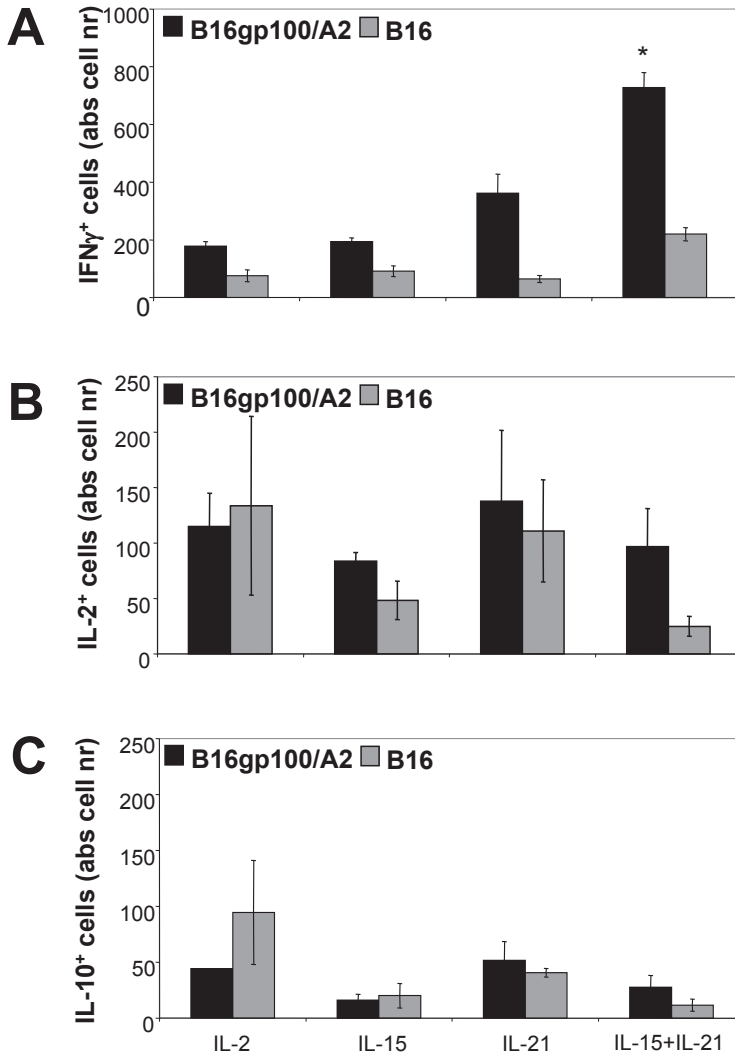 A
IFNγ+ cells (abs cell nr)
B16gp100/A2 B16
1000
800
600
400
200
0
*
B
IL-2+ cells (abs cell nr)
B16gp100/A2 B16
250
200
150
100
50
0
C
IL-10+ cells (abs cell nr)
B16gp100/A2 B16
250
200
150
100
50
0
IL-2 IL-15 IL-21 IL-15+IL-21